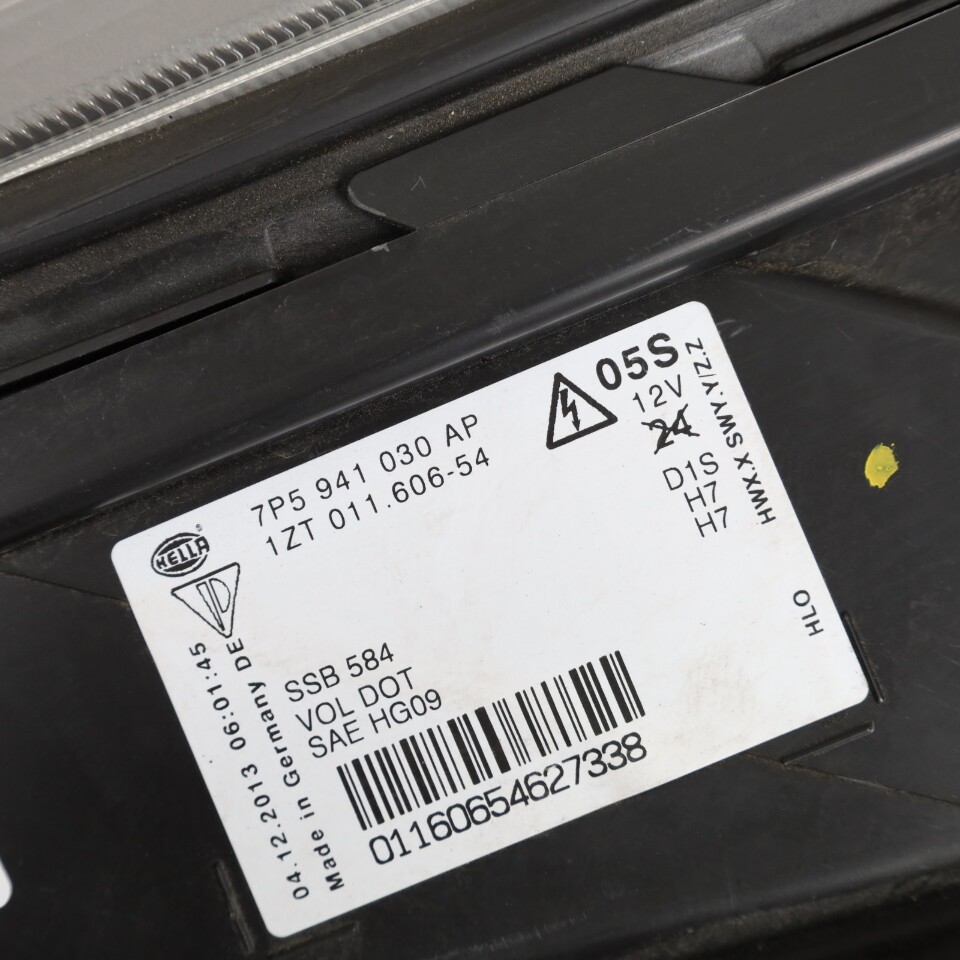 7P5 941 030 AP
1ZT 011.606-54
05S
12V
24
D1S
H7
H7
HWX.X SWY.Y/Z.Z
HLO
HELLA
04.12.2013 06:01:45
Made in Germany DE
SSB 584
VOL DOT
SAE HG09
01160654627338